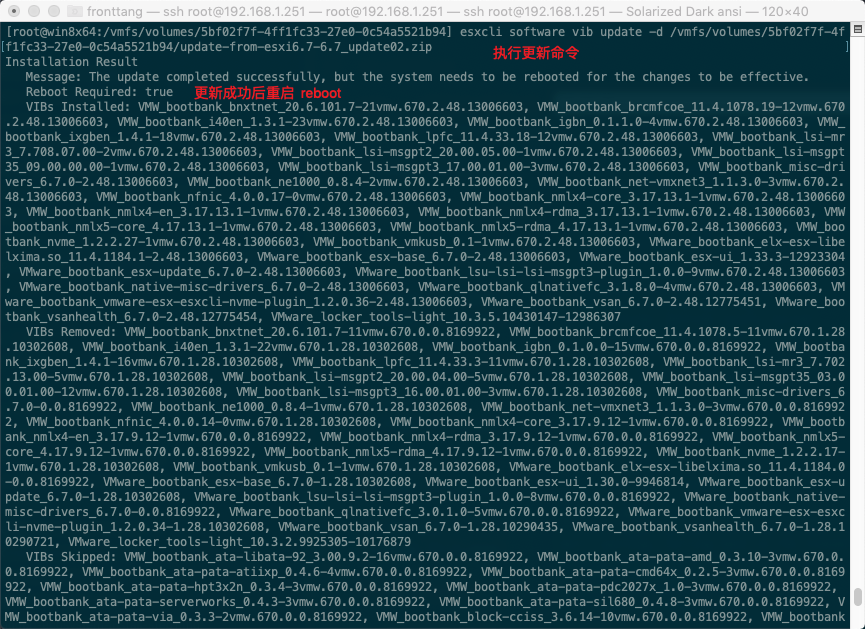 fronttang — ssh root@192.168.1.251 — root@192.168.1.251 — ssh root@192.168.1.251 — Solarized Dark ansi — 120×40
[root@win8x64:/vmfs/volumes/5bf02f7f-4ff1fc33-27e0-0c54a5521b94] esxcli software vib update -d /vmfs/volumes/5bf02f7f-4f
f1fc33-27e0-0c54a5521b94/update-from-esxi6.7-6.7_update02.zip
执行更新命令
Installation Result
Message: The update completed successfully, but the system needs to be rebooted for the changes to be effective.
Reboot Required: true 更新成功后重启 reboot
VIBs Installed: VMW_bootbank_bnxtnet_20.6.101.7-21vmw.670.2.48.13006603, VMW_bootbank_brcmfcoe_11.4.1078.19-12vmw.670
.2.48.13006603, VMW_bootbank_i40en_1.3.1-23vmw.670.2.48.13006603, VMW_bootbank_igbn_0.1.1.0-4vmw.670.2.48.13006603, VMW_
bootbank_ixgben_1.4.1-18vmw.670.2.48.13006603, VMW_bootbank_lpfc_11.4.33.18-12vmw.670.2.48.13006603, VMW_bootbank_lsi-mr
3_7.708.07.00-2vmw.670.2.48.13006603, VMW_bootbank_lsi-msgpt2_20.00.05.00-1vmw.670.2.48.13006603, VMW_bootbank_lsi-msgpt
35_09.00.00.00-1vmw.670.2.48.13006603, VMW_bootbank_lsi-msgpt3_17.00.01.00-3vmw.670.2.48.13006603, VMW_bootbank_misc-dri
vers_6.7.0-2.48.13006603, VMW_bootbank_ne1000_0.8.4-2vmw.670.2.48.13006603, VMW_bootbank_net-vmxnet3_1.1.3.0-3vmw.670.2.
48.13006603, VMW_bootbank_nfnic_4.0.0.17-0vmw.670.2.48.13006603, VMW_bootbank_nmlx4-core_3.17.13.1-1vmw.670.2.48.1300660
3, VMW_bootbank_nmlx4-en_3.17.13.1-1vmw.670.2.48.13006603, VMW_bootbank_nmlx4-rdma_3.17.13.1-1vmw.670.2.48.13006603, VMW
_bootbank_nmlx5-core_4.17.13.1-1vmw.670.2.48.13006603, VMW_bootbank_nmlx5-rdma_4.17.13.1-1vmw.670.2.48.13006603, VMW_boo
tbank_nvme_1.2.2.27-1vmw.670.2.48.13006603, VMW_bootbank_vmkusb_0.1-1vmw.670.2.48.13006603, VMware_bootbank_elx-esx-libe
lxima.so_11.4.1184.1-2.48.13006603, VMware_bootbank_esx-base_6.7.0-2.48.13006603, VMware_bootbank_esx-ui_1.33.3-12923304
, VMware_bootbank_esx-update_6.7.0-2.48.13006603, VMware_bootbank_lsu-lsi-lsi-msgpt3-plugin_1.0.0-9vmw.670.2.48.13006603
, VMware_bootbank_native-misc-drivers_6.7.0-2.48.13006603, VMware_bootbank_qlnativefc_3.1.8.0-4vmw.670.2.48.13006603, VM
ware_bootbank_vmware-esx-esxcli-nvme-plugin_1.2.0.36-2.48.13006603, VMware_bootbank_vsan_6.7.0-2.48.12775451, VMware_boo
tbank_vsanhealth_6.7.0-2.48.12775454, VMware_locker_tools-light_10.3.5.10430147-12986307
VIBs Removed: VMW_bootbank_bnxtnet_20.6.101.7-11vmw.670.0.0.8169922, VMW_bootbank_brcmfcoe_11.4.1078.5-11vmw.670.1.28
.10302608, VMW_bootbank_i40en_1.3.1-22vmw.670.1.28.10302608, VMW_bootbank_igbn_0.1.0.0-15vmw.670.0.0.8169922, VMW_bootba
nk_ixgben_1.4.1-16vmw.670.1.28.10302608, VMW_bootbank_lpfc_11.4.33.3-11vmw.670.1.28.10302608, VMW_bootbank_lsi-mr3_7.702
.13.00-5vmw.670.1.28.10302608, VMW_bootbank_lsi-msgpt2_20.00.04.00-5vmw.670.1.28.10302608, VMW_bootbank_lsi-msgpt35_03.0
0.01.00-12vmw.670.1.28.10302608, VMW_bootbank_lsi-msgpt3_16.00.01.00-3vmw.670.1.28.10302608, VMW_bootbank_misc-drivers_6
.7.0-0.0.8169922, VMW_bootbank_ne1000_0.8.4-1vmw.670.1.28.10302608, VMW_bootbank_net-vmxnet3_1.1.3.0-3vmw.670.0.0.816992
2, VMW_bootbank_nfnic_4.0.0.14-0vmw.670.1.28.10302608, VMW_bootbank_nmlx4-core_3.17.9.12-1vmw.670.0.0.8169922, VMW_bootb
ank_nmlx4-en_3.17.9.12-1vmw.670.0.0.8169922, VMW_bootbank_nmlx4-rdma_3.17.9.12-1vmw.670.0.0.8169922, VMW_bootbank_nmlx5-
core_4.17.9.12-1vmw.670.0.0.8169922, VMW_bootbank_nmlx5-rdma_4.17.9.12-1vmw.670.0.0.8169922, VMW_bootbank_nvme_1.2.2.17-
1vmw.670.1.28.10302608, VMW_bootbank_vmkusb_0.1-1vmw.670.1.28.10302608, VMware_bootbank_elx-esx-libelxima.so_11.4.1184.0
-0.0.8169922, VMware_bootbank_esx-base_6.7.0-1.28.10302608, VMware_bootbank_esx-ui_1.30.0-9946814, VMware_bootbank_esx-u
pdate_6.7.0-1.28.10302608, VMware_bootbank_lsu-lsi-lsi-msgpt3-plugin_1.0.0-8vmw.670.0.0.8169922, VMware_bootbank_native-
misc-drivers_6.7.0-0.0.8169922, VMware_bootbank_qlnativefc_3.0.1.0-5vmw.670.0.0.8169922, VMware_bootbank_vmware-esx-esxc
li-nvme-plugin_1.2.0.34-1.28.10302608, VMware_bootbank_vsan_6.7.0-1.28.10290435, VMware_bootbank_vsanhealth_6.7.0-1.28.1
0290721, VMware_locker_tools-light_10.3.2.9925305-10176879
VIBs Skipped: VMW_bootbank_ata-libata-92_3.00.9.2-16vmw.670.0.0.8169922, VMW_bootbank_ata-pata-amd_0.3.10-3vmw.670.0.
0.8169922, VMW_bootbank_ata-pata-atiixp_0.4.6-4vmw.670.0.0.8169922, VMW_bootbank_ata-pata-cmd64x_0.2.5-3vmw.670.0.0.8169
922, VMW_bootbank_ata-pata-hpt3x2n_0.3.4-3vmw.670.0.0.8169922, VMW_bootbank_ata-pata-pdc2027x_1.0-3vmw.670.0.0.8169922,
VMW_bootbank_ata-pata-serverworks_0.4.3-3vmw.670.0.0.8169922, VMW_bootbank_ata-pata-sil680_0.4.8-3vmw.670.0.0.8169922, V
MW_bootbank_ata-pata-via_0.3.3-2vmw.670.0.0.8169922, VMW_bootbank_block-cciss_3.6.14-10vmw.670.0.0.8169922, VMW_bootbank